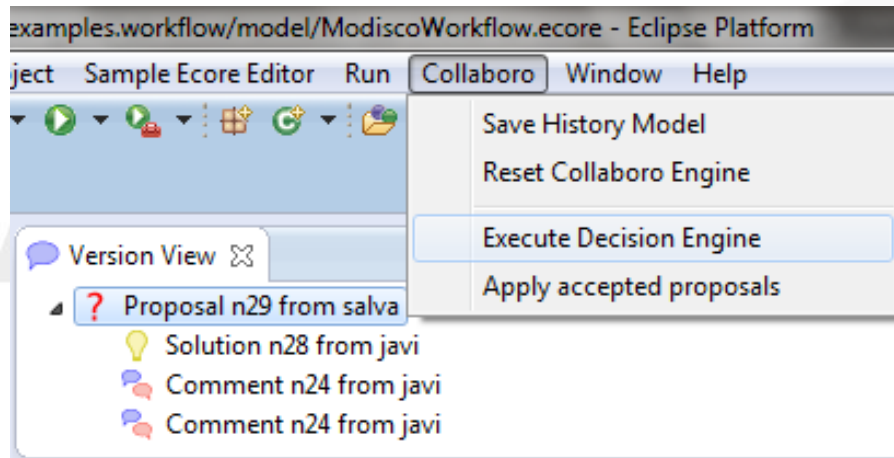 examples.workflow/model/ModiscoWorkflow.ecore - Eclipse Platform
ject Sample Ecore Editor Run Collaboro Window Help
Save History Model
Reset Collaboro Engine
Execute Decision Engine
Apply accepted proposals
Version View
Proposal n29 from salva
Solution n28 from javi
Comment n24 from javi
Comment n24 from javi